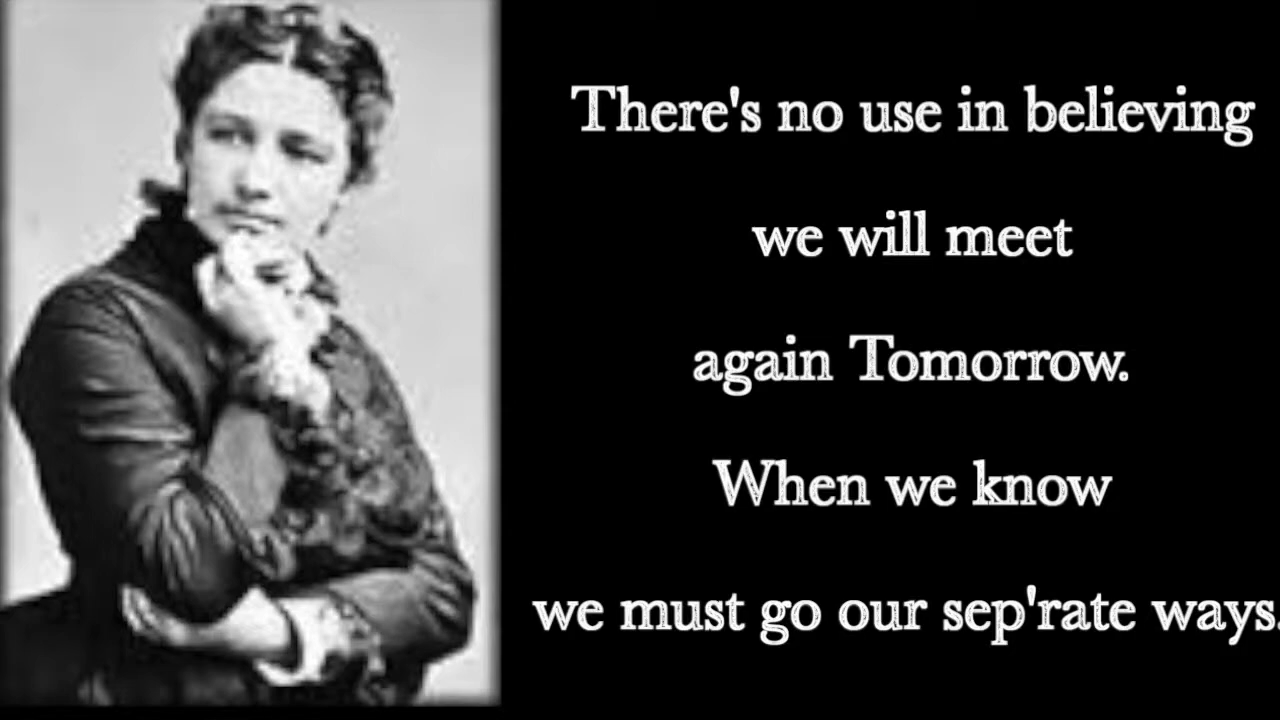 There's no use in believing
we will meet
again Tomorrow.
When we know
we must go our sep'rate ways.